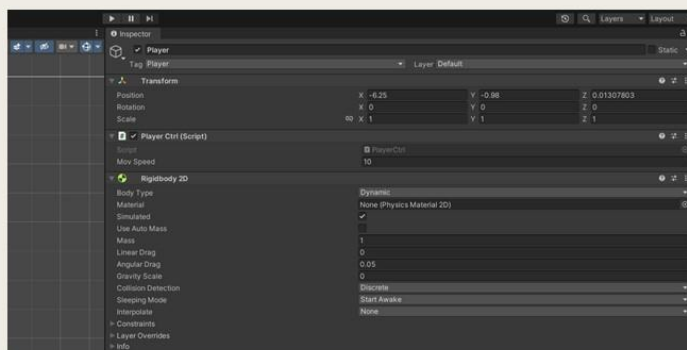 Layers Layout
Inspector
Player Static
Tag Player Layer Default
Transform
Position X -6.25 Y -0.98 Z 0.01307803
Rotation X 0 Y 0 Z 0
Scale X 1 Y 1 Z 1
Player Ctrl (Script)
Script PlayerCtrl
Mov Speed 10
Rigidbody 2D
Body Type Dynamic
Material None (Physics Material 2D)
Simulated
Use Auto Mass
Mass 1
Linear Drag 0
Angular Drag 0.05
Gravity Scale 0
Collision Detection Discrete
Sleeping Mode Start Awake
Interpolate None
Constraints
Layer Overrides
Info